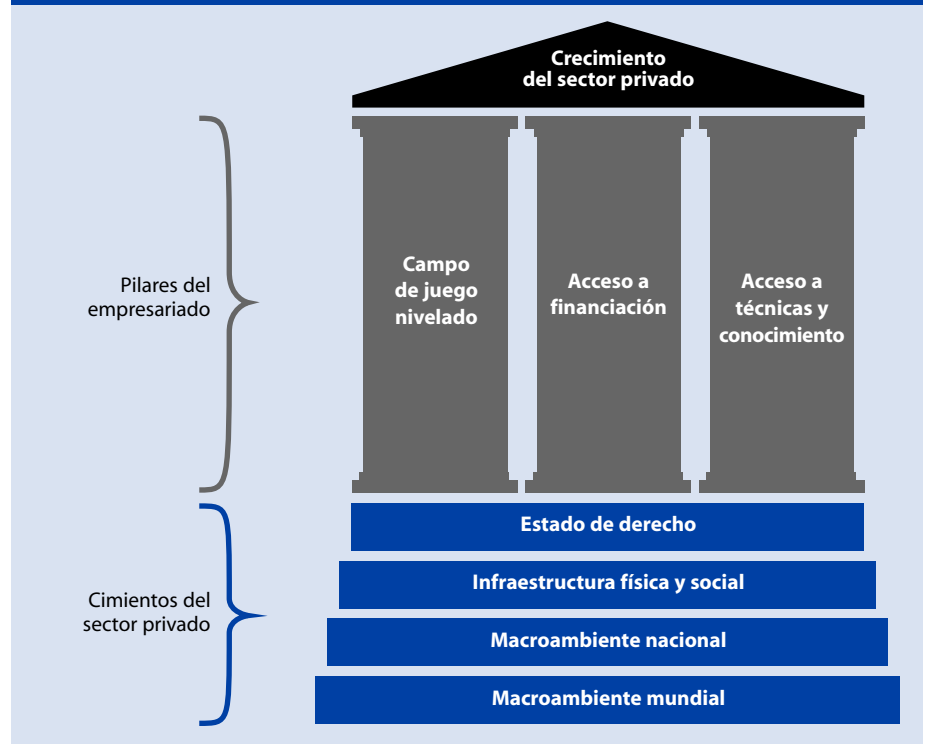 Crecimiento
del sector privado
Pilares del
empresariado
Campo
de juego
nivelado
Acceso a
financiación
Acceso a
técnicas y
conocimiento
Cimientos del
sector privado
Estado de derecho
Infraestructura física y social
Macroambiente nacional
Macroambiente mundial